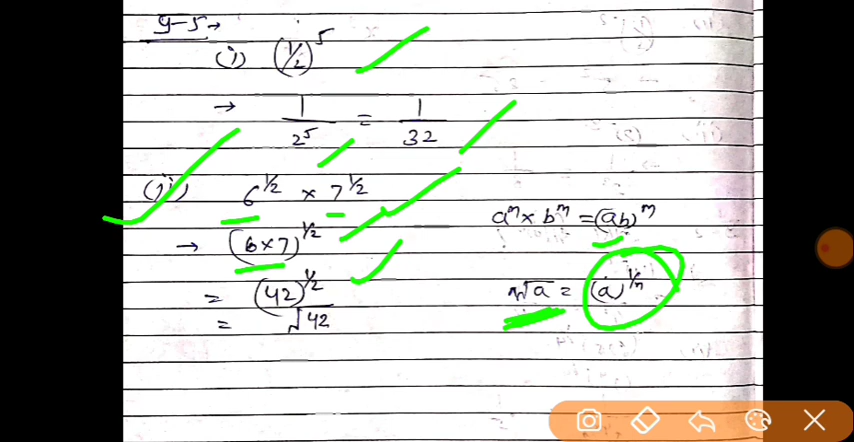 9-5→
(i) (1/2)^5
→ 1/2^5 = 1/32
(ii) 6^1/2 × 7^1/2
a^m × b^m = (ab)^m
→ (6×7)^1/2
= (42)^1/2
ⁿ√a = (a)^1/n
= √42